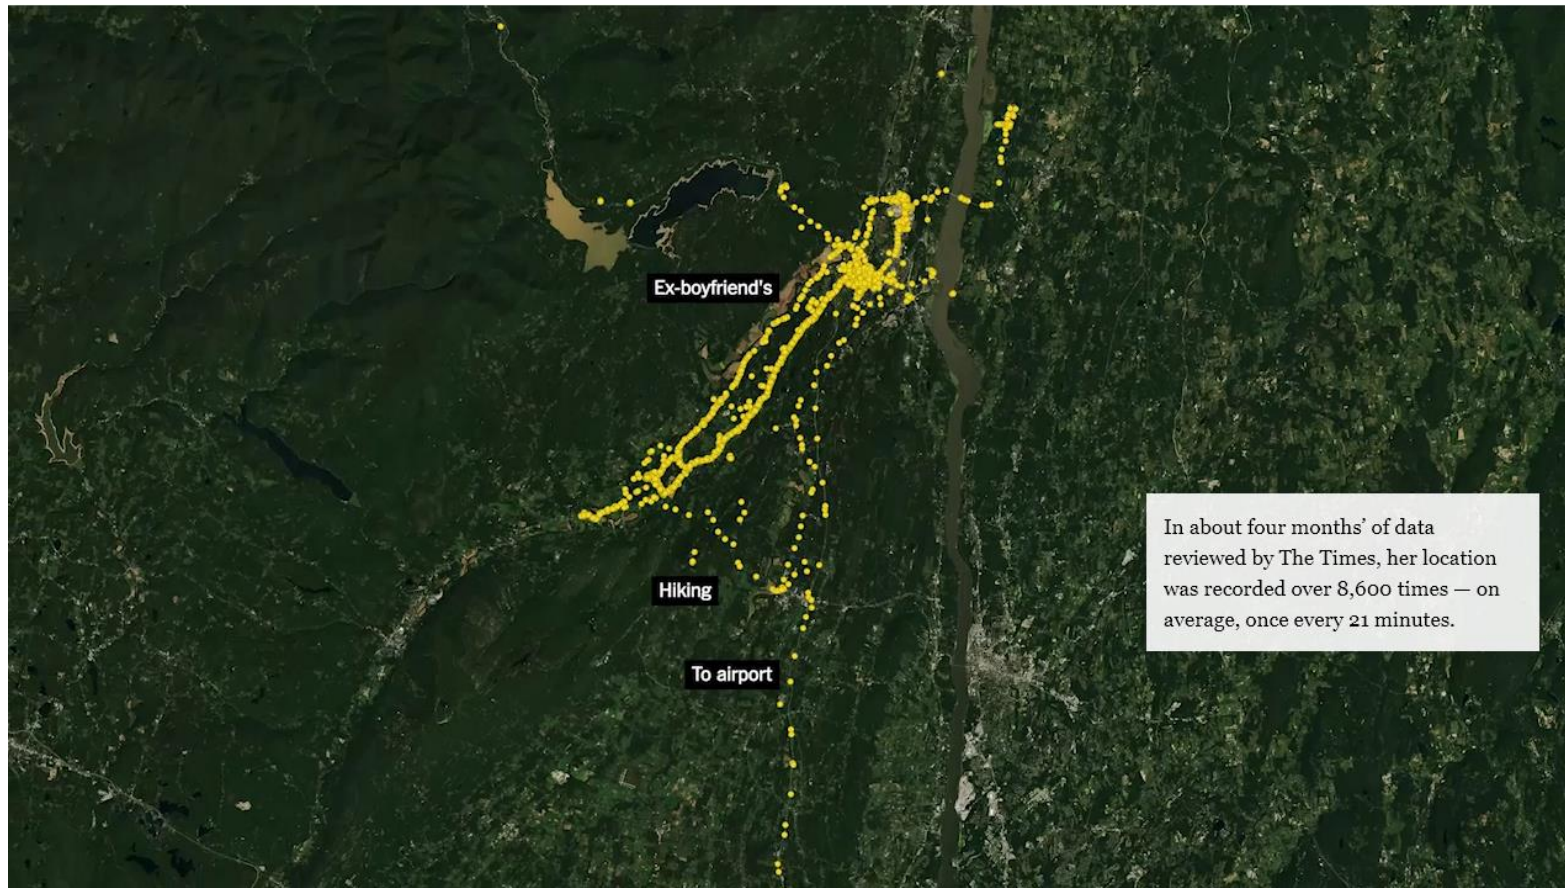 Ex-boyfriend's
Hiking
To airport
In about four months’ of data
reviewed by The Times, her location
was recorded over 8,600 times — on
average, once every 21 minutes.